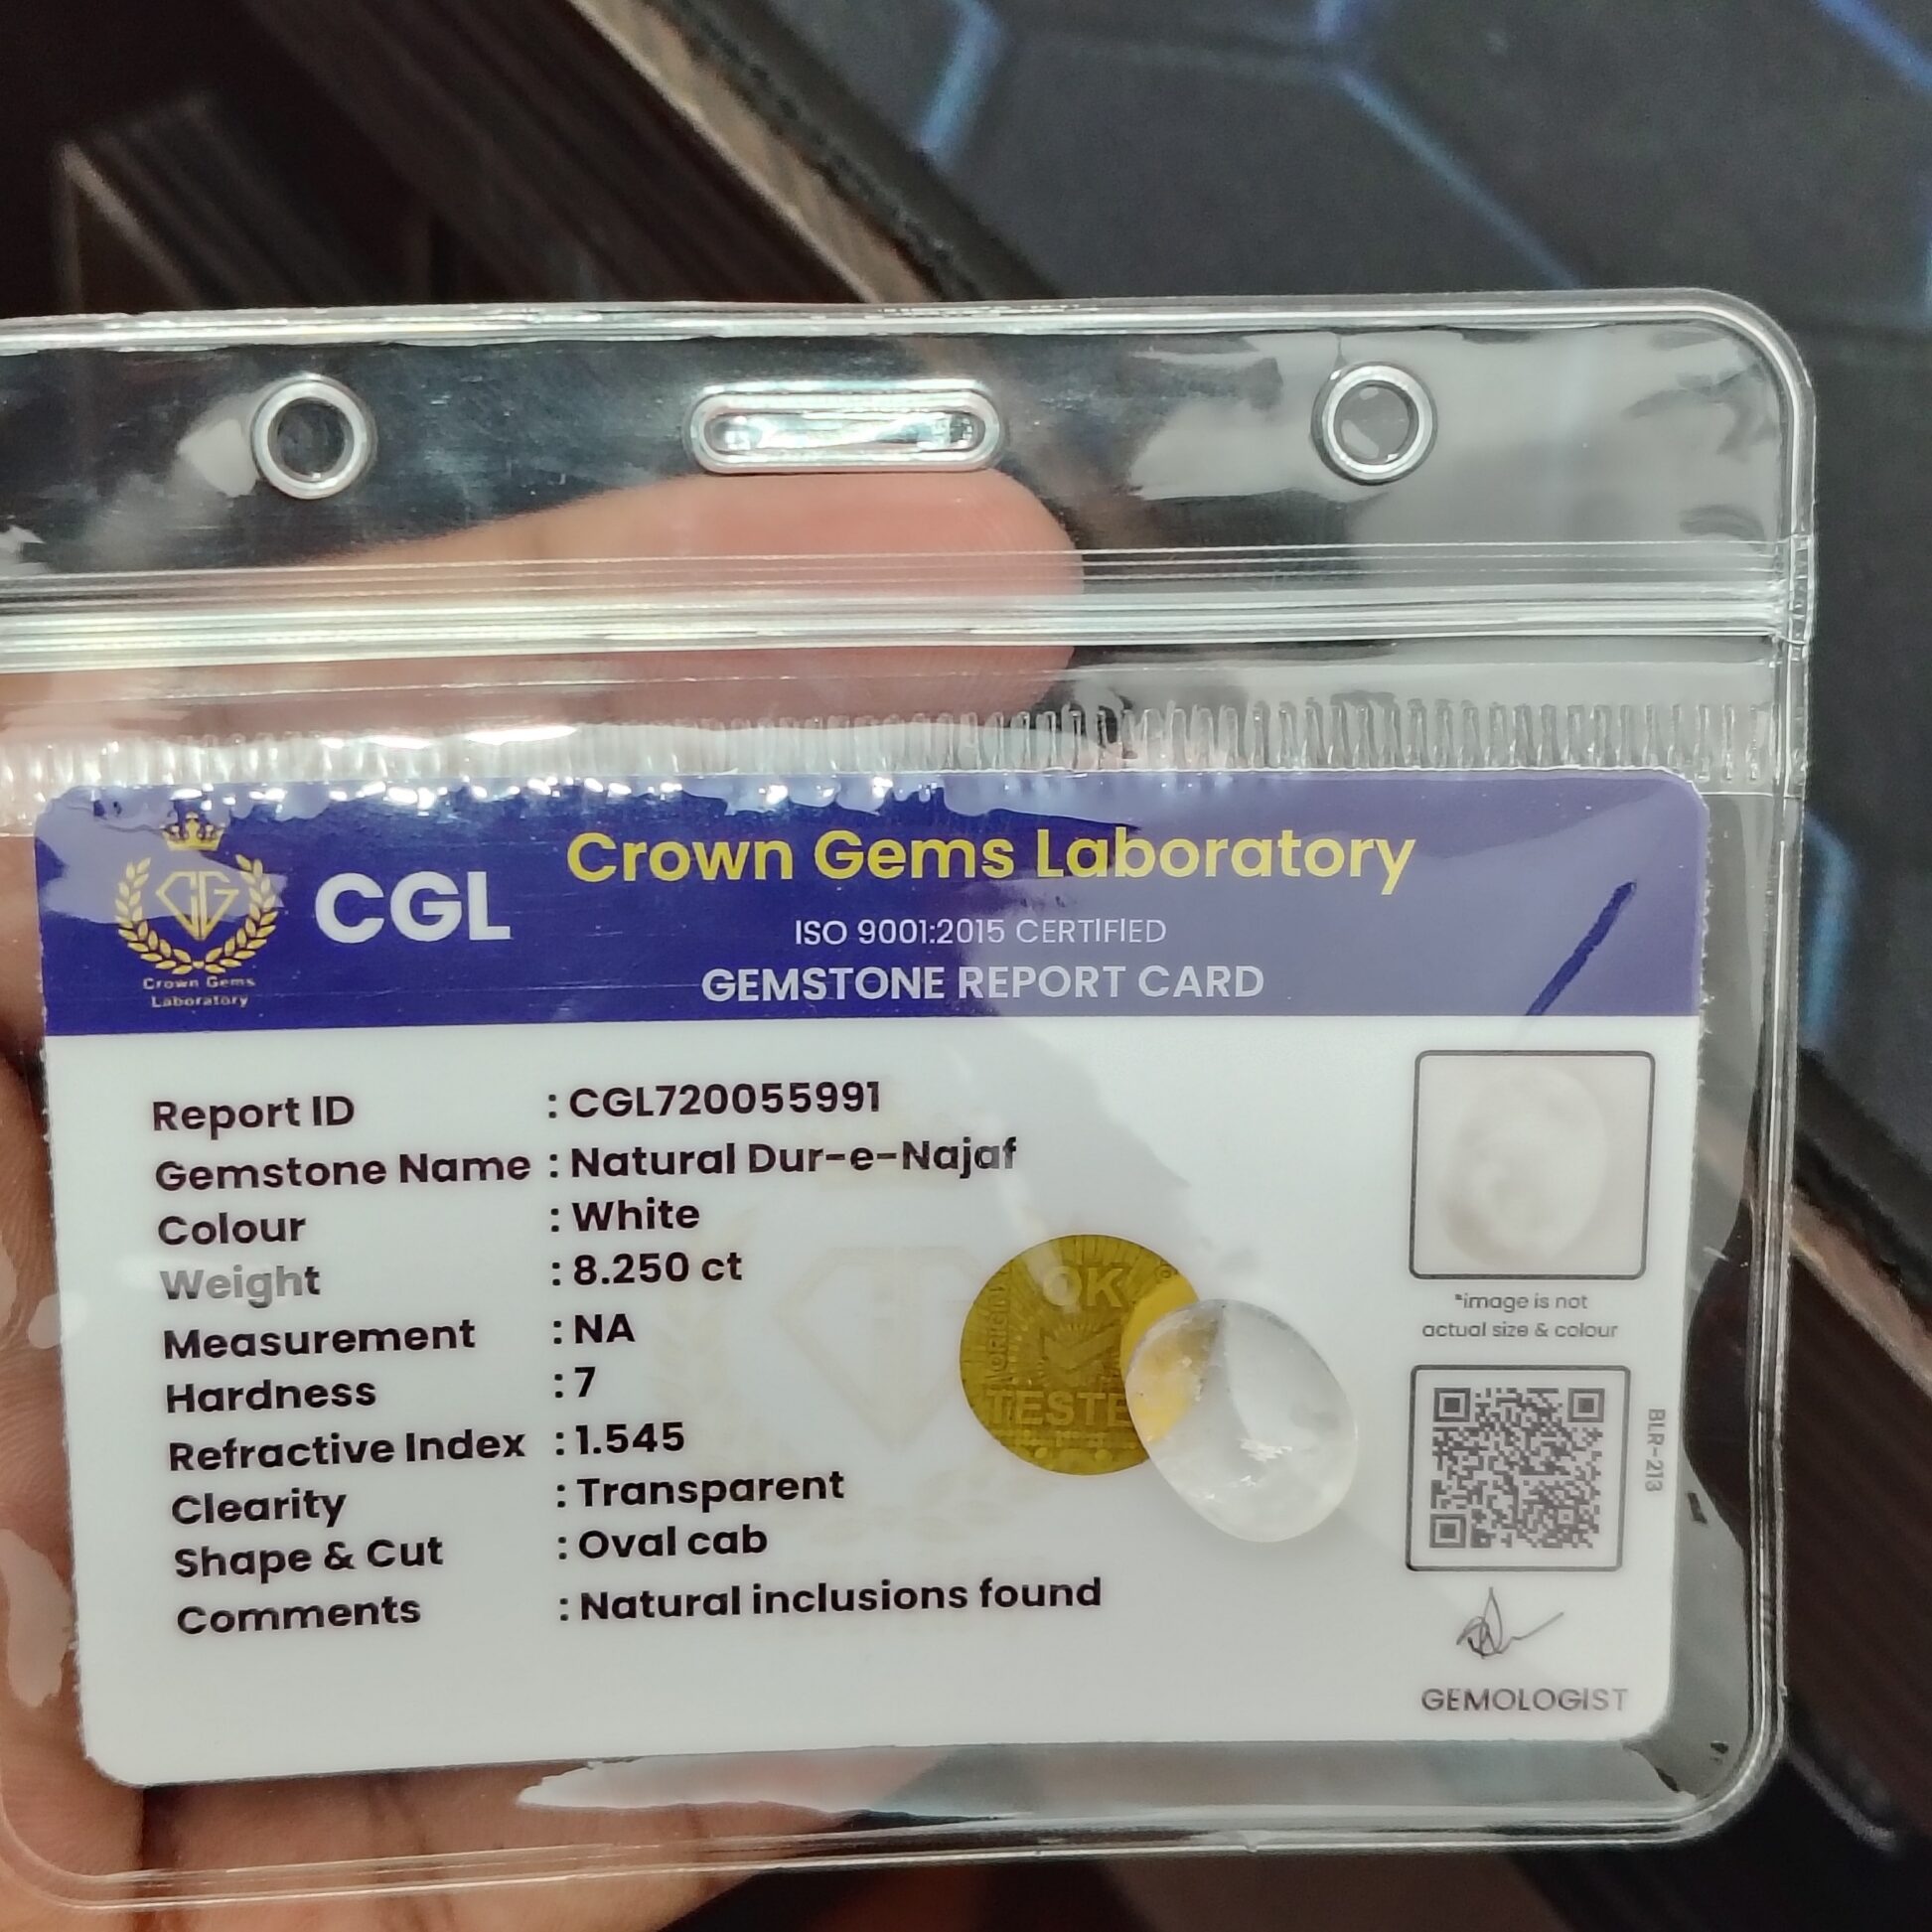 Crown Gems
Laboratory
CGL
Crown Gems Laboratory
ISO 9001:2015 CERTIFIED
GEMSTONE REPORT CARD
Report ID : CGL720055991
Gemstone Name : Natural Dur-e-Najaf
Colour : White
Weight : 8.250 ct
Measurement : NA
Hardness : 7
Refractive Index : 1.545
Clearity : Transparent
Shape & Cut : Oval cab
Comments : Natural inclusions found
OK
*image is not
actual size & colour
BLR-213
GEMOLOGIST